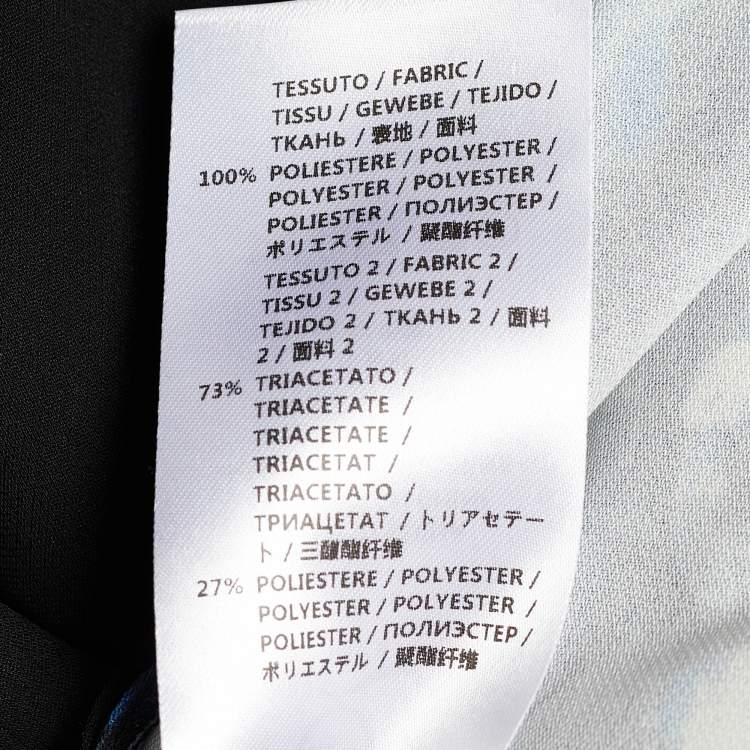 TESSUTO / FABRIC /
TISSU / GEWEBE / TEJIDO /
ТКАНЬ / 表地 / 面料
100% POLIESTERE / POLYESTER /
POLYESTER / POLYESTER /
POLIESTER / ПОЛИЭСТЕР /
ポリエステル / 聚酯纤维
TESSUTO 2 / FABRIC 2 /
TISSU 2 / GEWEBE 2 /
TEJIDO 2 / ТКАНЬ 2 / 面料
2 / 面料 2
73% TRIACETATO /
TRIACETATE /
TRIACETATE /
TRIACETAT /
TRIACETATO /
ТРИАЦЕТАТ / トリアセテー
ト / 三醋酯纤维
27% POLIESTERE / POLYESTER /
POLYESTER / POLYESTER /
POLIESTER / ПОЛИЭСТЕР /
ポリエステル / 聚酯纤维